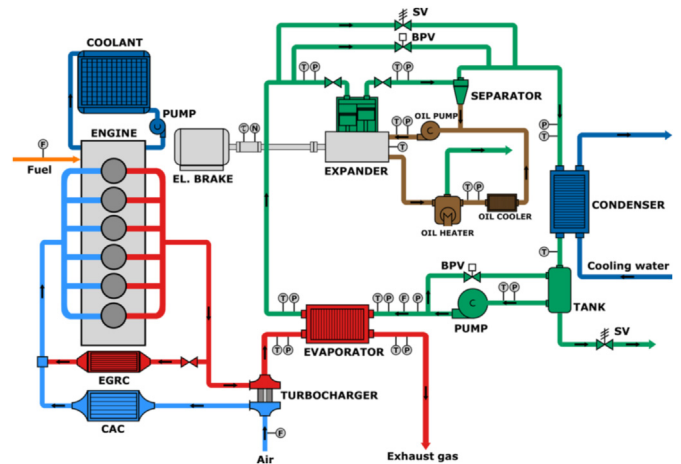 SV
BPV
COOLANT
T P
T P
SEPARATOR
PUMP
OIL PUMP
ENGINE
T N
T P
C
P
T
F
Fuel
EL. BRAKE
EXPANDER
T
CONDENSER
T P
M
OIL HEATER
OIL COOLER
T
Cooling water
BPV
T P
T P F P
C
T P
TANK
PUMP
SV
T P
EVAPORATOR
T P
EGRC
TURBOCHARGER
CAC
F
Air
Exhaust gas